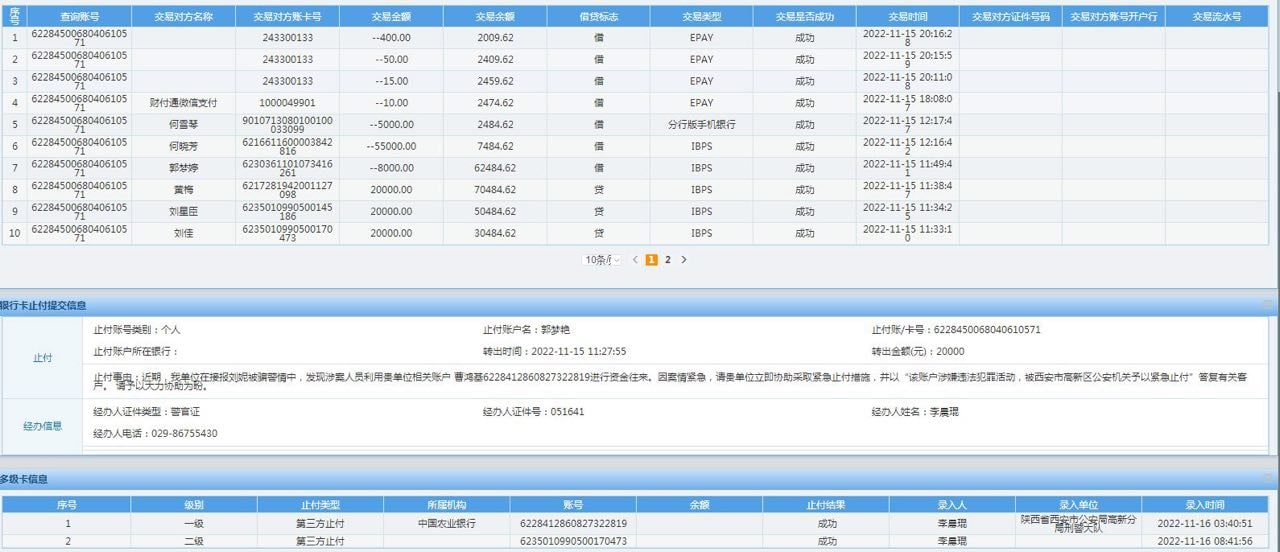 序号 查询账号 交易对方名称 交易对方账卡号 交易金额 交易余额 借贷标志 交易类型 交易是否成功 交易时间 交易对方证件号码 交易对方账号开户行 交易流水号
1 6228450068040610571 243300133 --400.00 2009.62 借 EPAY 成功 2022-11-15 20:16:28
2 6228450068040610571 243300133 --50.00 2409.62 借 EPAY 成功 2022-11-15 20:15:59
3 6228450068040610571 243300133 --15.00 2459.62 借 EPAY 成功 2022-11-15 20:11:08
4 6228450068040610571 财付通微信支付 1000049901 --10.00 2474.62 借 EPAY 成功 2022-11-15 18:08:07
5 6228450068040610571 何雪琴 9010713080100100033099 --5000.00 2484.62 借 分行版手机银行 成功 2022-11-15 12:17:47
6 6228450068040610571 何晓芳 6216611600003842816 --55000.00 7484.62 借 IBPS 成功 2022-11-15 12:16:42
7 6228450068040610571 郭梦婷 6230361101073416261 --8000.00 62484.62 借 IBPS 成功 2022-11-15 11:49:41
8 6228450068040610571 黄梅 6217281942001127098 20000.00 70484.62 贷 IBPS 成功 2022-11-15 11:38:47
9 6228450068040610571 刘星臣 6235010990500145186 20000.00 50484.62 贷 IBPS 成功 2022-11-15 11:34:25
10 6228450068040610571 刘佳 6235010990500170473 20000.00 30484.62 贷 IBPS 成功 2022-11-15 11:33:10
10条/ 1 2
银行卡止付提交信息
止付
止付账号类别：个人 止付账户名：郭梦艳 止付账/卡号：6228450068040610571
止付账户所在银行： 转出时间：2022-11-15 11:27:55 转出金额(元)：20000
止付事由：近期，我单位在接报刘妮被骗警情中，发现涉案人员利用贵单位相关账户 曹鸿基6228412860827322819进行资金往来。因案情紧急，请贵单位立即协助采取紧急止付措施，并以“该账户涉嫌违法犯罪活动，被西安市高新区公安机关予以紧急止付”答复有关客
户。 请予以大力协助为盼。
经办信息
经办人证件类型：警官证 经办人证件号：051641 经办人姓名：李晨琨
经办人电话：029-86755430
多级卡信息
序号 级别 止付类型 所属机构 账号 余额 止付结果 录入人 录入单位 录入时间
1 一级 第三方止付 中国农业银行 6228412860827322819 成功 李晨琨 陕西省西安市公安局高新分局刑警大队 2022-11-16 03:40:51
2 二级 第三方止付 6235010990500170473 成功 李晨琨 2022-11-16 08:41:56